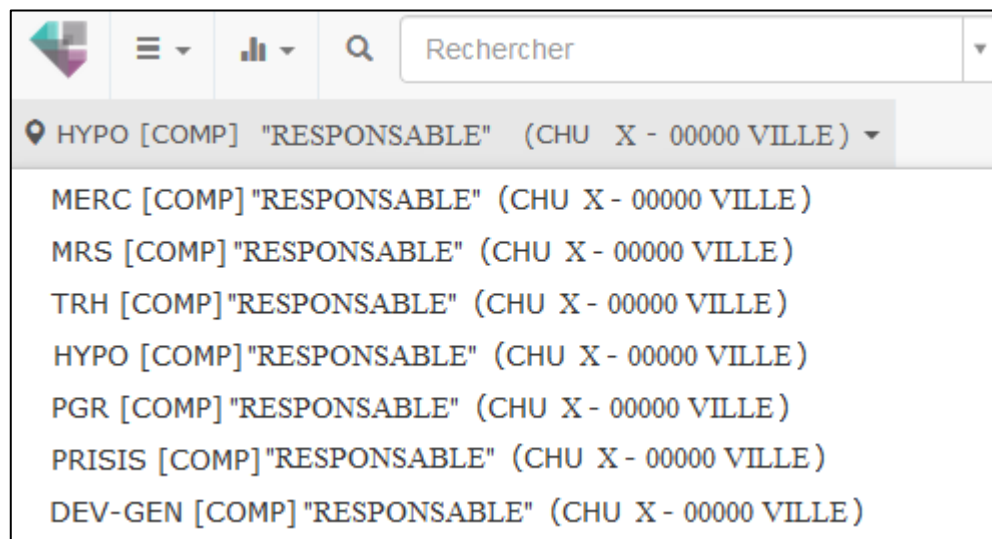 Rechercher
HYPO [COMP] "RESPONSABLE" (CHU X - 00000 VILLE)
MERC [COMP] "RESPONSABLE" (CHU X - 00000 VILLE)
MRS [COMP] "RESPONSABLE" (CHU X - 00000 VILLE)
TRH [COMP] "RESPONSABLE" (CHU X - 00000 VILLE)
HYPO [COMP] "RESPONSABLE" (CHU X - 00000 VILLE)
PGR [COMP] "RESPONSABLE" (CHU X - 00000 VILLE)
PRISIS [COMP] "RESPONSABLE" (CHU X - 00000 VILLE)
DEV-GEN [COMP] "RESPONSABLE" (CHU X - 00000 VILLE)